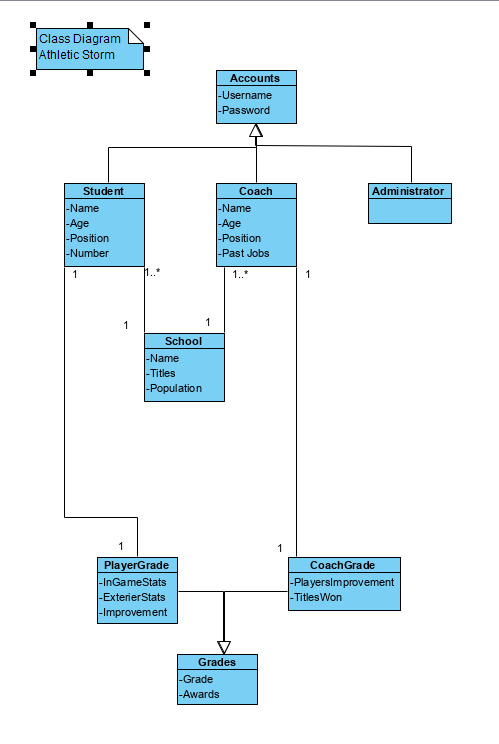 Class Diagram
Athletic Storm
Accounts
-Username
-Password
Student
-Name
-Age
-Position
-Number
Coach
-Name
-Age
-Position
-Past Jobs
Administrator
1
1..*
1..*
1
1
1
School
-Name
-Titles
-Population
1
1
PlayerGrade
-InGameStats
-ExterierStats
-Improvement
CoachGrade
-PlayersImprovement
-TitlesWon
Grades
-Grade
-Awards